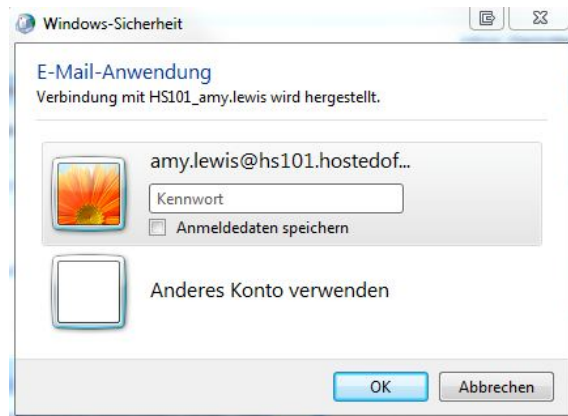 Windows-Sicherheit
E-Mail-Anwendung
Verbindung mit HS101_amy.lewis wird hergestellt.
amy.lewis@hs101.hostedof...
Kennwort
Anmeldedaten speichern
Anderes Konto verwenden
OK
Abbrechen